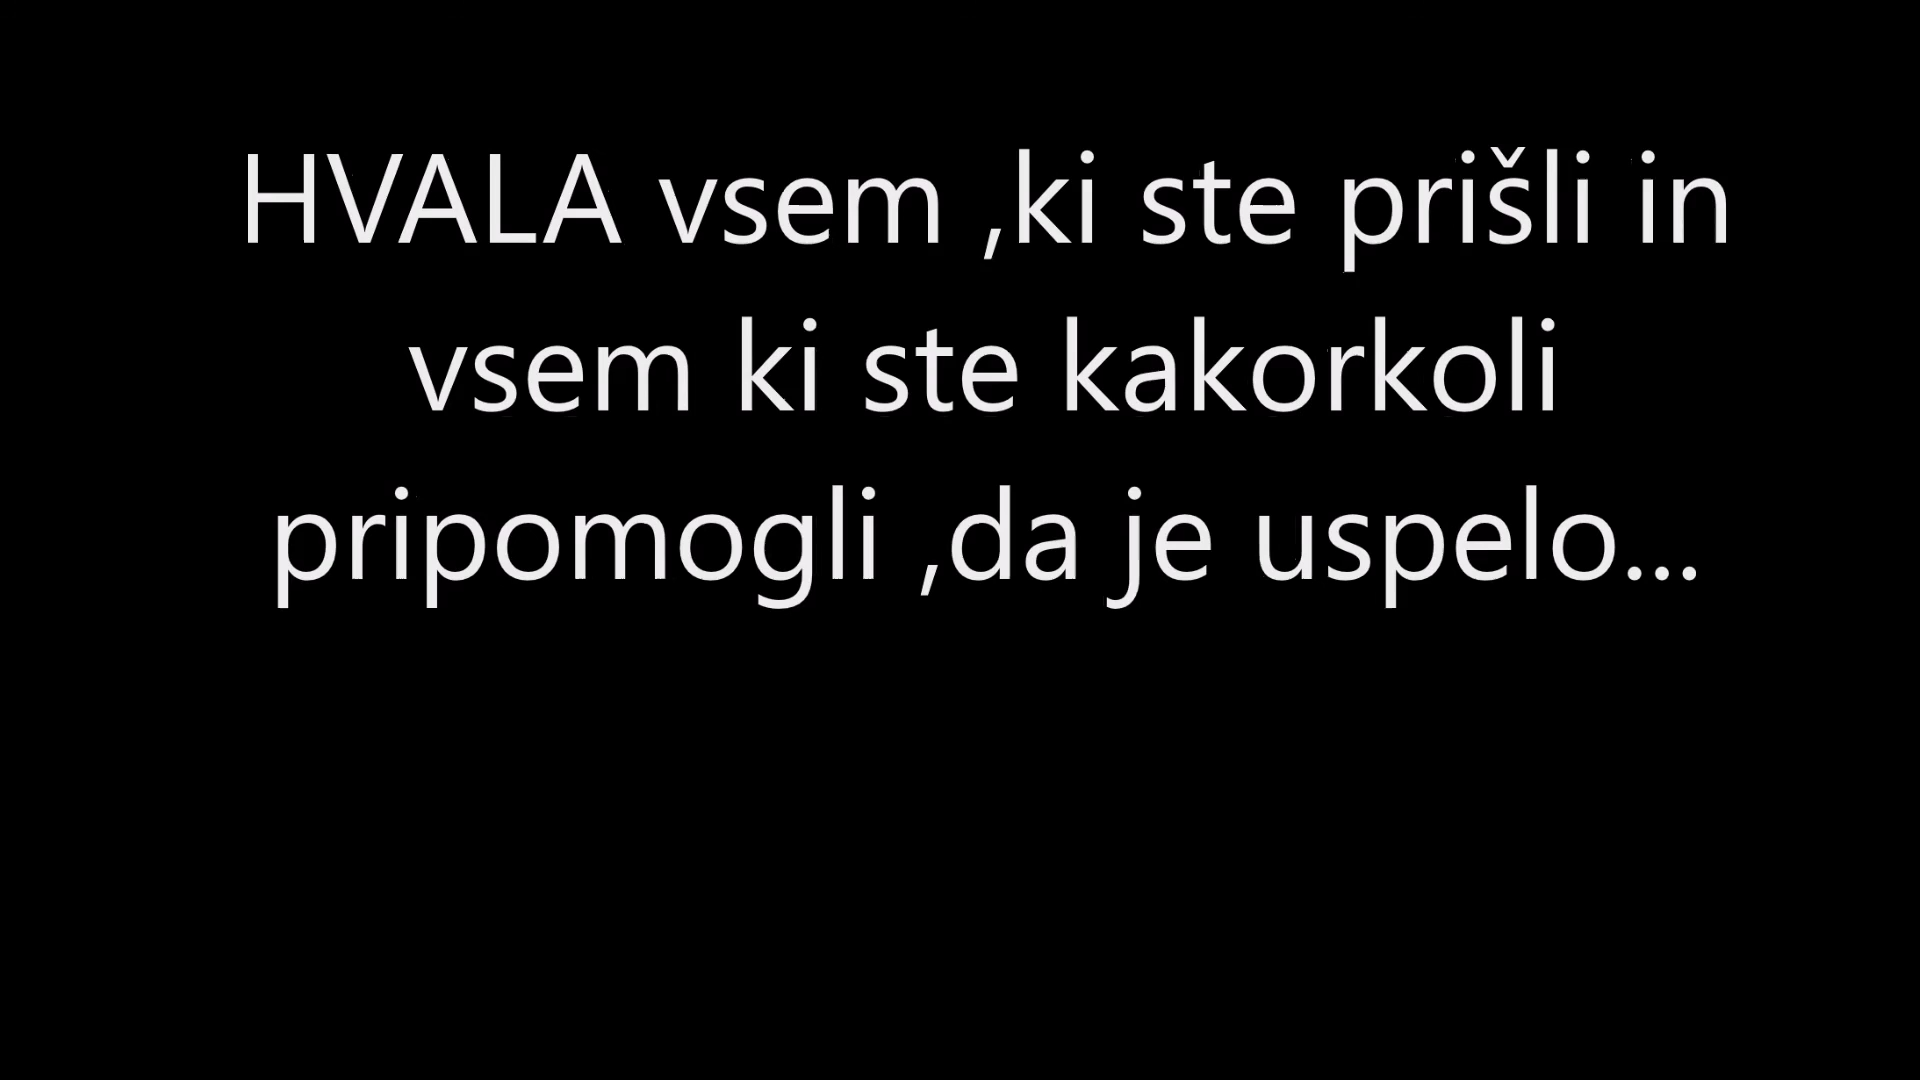 HVALA vsem ,ki ste prišli in
vsem ki ste kakorkoli
pripomogli ,da je uspelo...